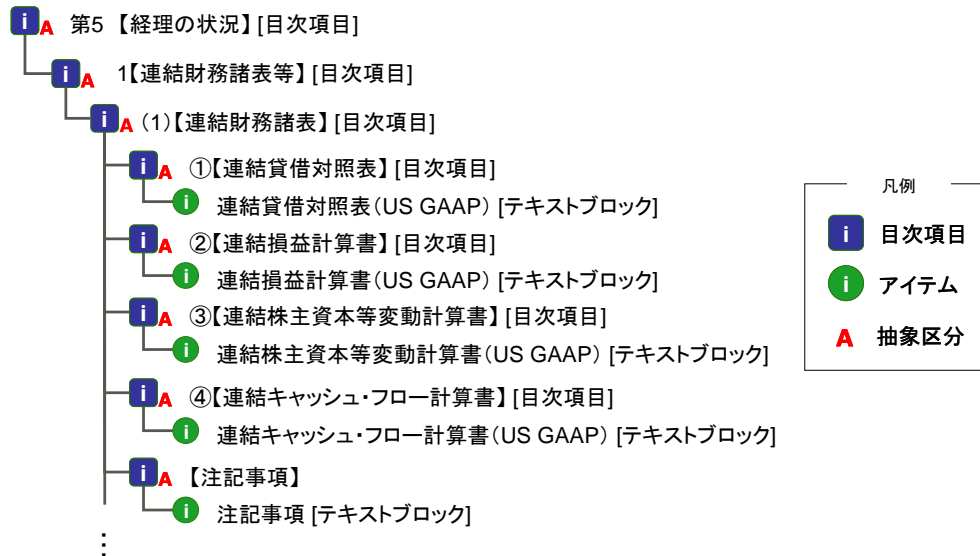 i A 第5 【経理の状況】 [目次項目]
i A 1【連結財務諸表等】 [目次項目]
i A (1)【連結財務諸表】 [目次項目]
i A ①【連結貸借対照表】 [目次項目]
i 連結貸借対照表（US GAAP） [テキストブロック]
i A ②【連結損益計算書】 [目次項目]
i 連結損益計算書（US GAAP） [テキストブロック]
i A ③【連結株主資本等変動計算書】 [目次項目]
i 連結株主資本等変動計算書（US GAAP） [テキストブロック]
i A ④【連結キャッシュ・フロー計算書】 [目次項目]
i 連結キャッシュ・フロー計算書（US GAAP） [テキストブロック]
i A 【注記事項】
i 注記事項 [テキストブロック]
⋮
凡例
i 目次項目
i アイテム
A 抽象区分